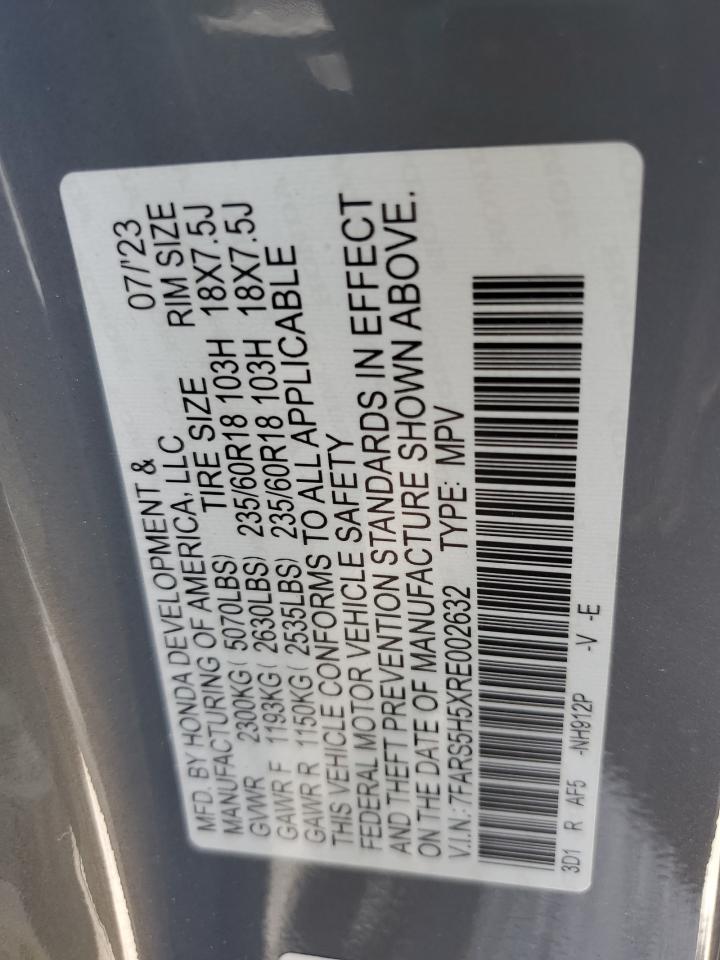 MFD. BY HONDA DEVELOPMENT & 07/'23
MANUFACTURING OF AMERICA, LLC
TIRE SIZE RIM SIZE
GVWR 2300KG( 5070LBS)
GAWR F 1193KG( 2630LBS) 235/60R18 103H 18X7.5J
GAWR R 1150KG( 2535LBS) 235/60R18 103H 18X7.5J
THIS VEHICLE CONFORMS TO ALL APPLICABLE
FEDERAL MOTOR VEHICLE SAFETY
AND THEFT PREVENTION STANDARDS IN EFFECT
ON THE DATE OF MANUFACTURE SHOWN ABOVE.
V.I.N.: 7FARS5H5XRE002632 TYPE: MPV
3D1 R AF5 -NH912P -V -E